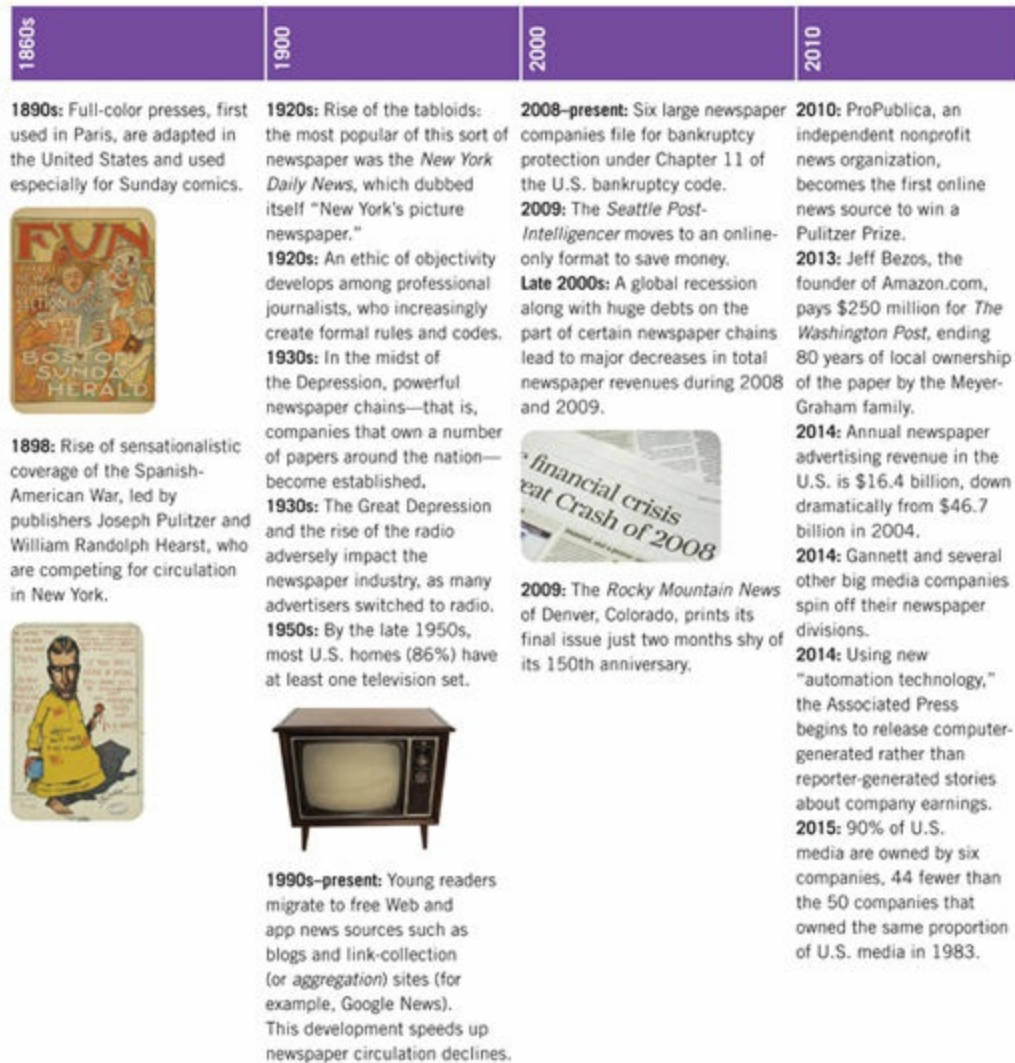 1860s
1890s: Full-color presses, first
used in Paris, are adapted in
the United States and used
especially for Sunday comics.
FUN
BOSTON
SUNDAY
HERALD
1898: Rise of sensationalistic
coverage of the Spanish-
American War, led by
publishers Joseph Pulitzer and
William Randolph Hearst, who
are competing for circulation
in New York.
1900
1920s: Rise of the tabloids:
the most popular of this sort of
newspaper was the New York
Daily News, which dubbed
itself “New York’s picture
newspaper.”
1920s: An ethic of objectivity
develops among professional
journalists, who increasingly
create formal rules and codes.
1930s: In the midst of
the Depression, powerful
newspaper chains—that is,
companies that own a number
of papers around the nation—
become established.
1930s: The Great Depression
and the rise of the radio
adversely impact the
newspaper industry, as many
advertisers switched to radio.
1950s: By the late 1950s,
most U.S. homes (86%) have
at least one television set.
1990s–present: Young readers
migrate to free Web and
app news sources such as
blogs and link-collection
(or aggregation) sites (for
example, Google News).
This development speeds up
newspaper circulation declines.
2000
2008–present: Six large newspaper
companies file for bankruptcy
protection under Chapter 11 of
the U.S. bankruptcy code.
2009: The Seattle Post-
Intelligencer moves to an online-
only format to save money.
Late 2000s: A global recession
along with huge debts on the
part of certain newspaper chains
lead to major decreases in total
newspaper revenues during 2008
and 2009.
financial crisis
eat Crash of 2008
2009: The Rocky Mountain News
of Denver, Colorado, prints its
final issue just two months shy of
its 150th anniversary.
2010
2010: ProPublica, an
independent nonprofit
news organization,
becomes the first online
news source to win a
Pulitzer Prize.
2013: Jeff Bezos, the
founder of Amazon.com,
pays $250 million for The
Washington Post, ending
80 years of local ownership
of the paper by the Meyer-
Graham family.
2014: Annual newspaper
advertising revenue in the
U.S. is $16.4 billion, down
dramatically from $46.7
billion in 2004.
2014: Gannett and several
other big media companies
spin off their newspaper
divisions.
2014: Using new
“automation technology,”
the Associated Press
begins to release computer-
generated rather than
reporter-generated stories
about company earnings.
2015: 90% of U.S.
media are owned by six
companies, 44 fewer than
the 50 companies that
owned the same proportion
of U.S. media in 1983.